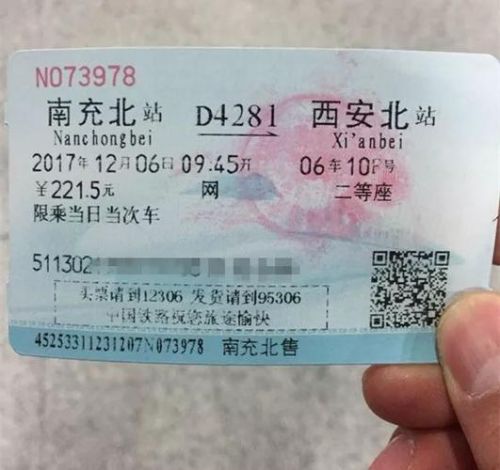 N073978
南充北站 D4281 西安北站
Nanchongbei Xi'anbei
2017年12月06日09:45开 06车10F号
¥221.5元 网 二等座
限乘当日当次车
5113021
买票请到12306 发货请到95306
中国铁路祝您旅途愉快
45253311231207N073978 南充北售